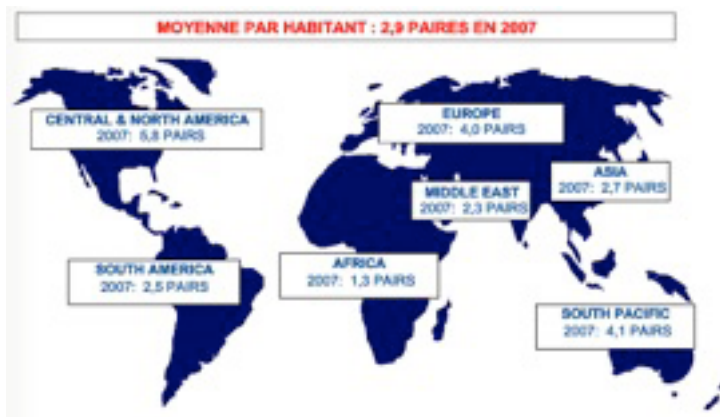 MOYENNE PAR HABITANT : 2,9 PAIRES EN 2007
CENTRAL & NORTH AMERICA
2007: 5,8 PAIRS
EUROPE
2007: 4,0 PAIRS
ASIA
2007: 2,7 PAIRS
MIDDLE EAST
2007: 2,3 PAIRS
SOUTH AMERICA
2007: 2,5 PAIRS
AFRICA
2007: 1,3 PAIRS
SOUTH PACIFIC
2007: 4,1 PAIRS